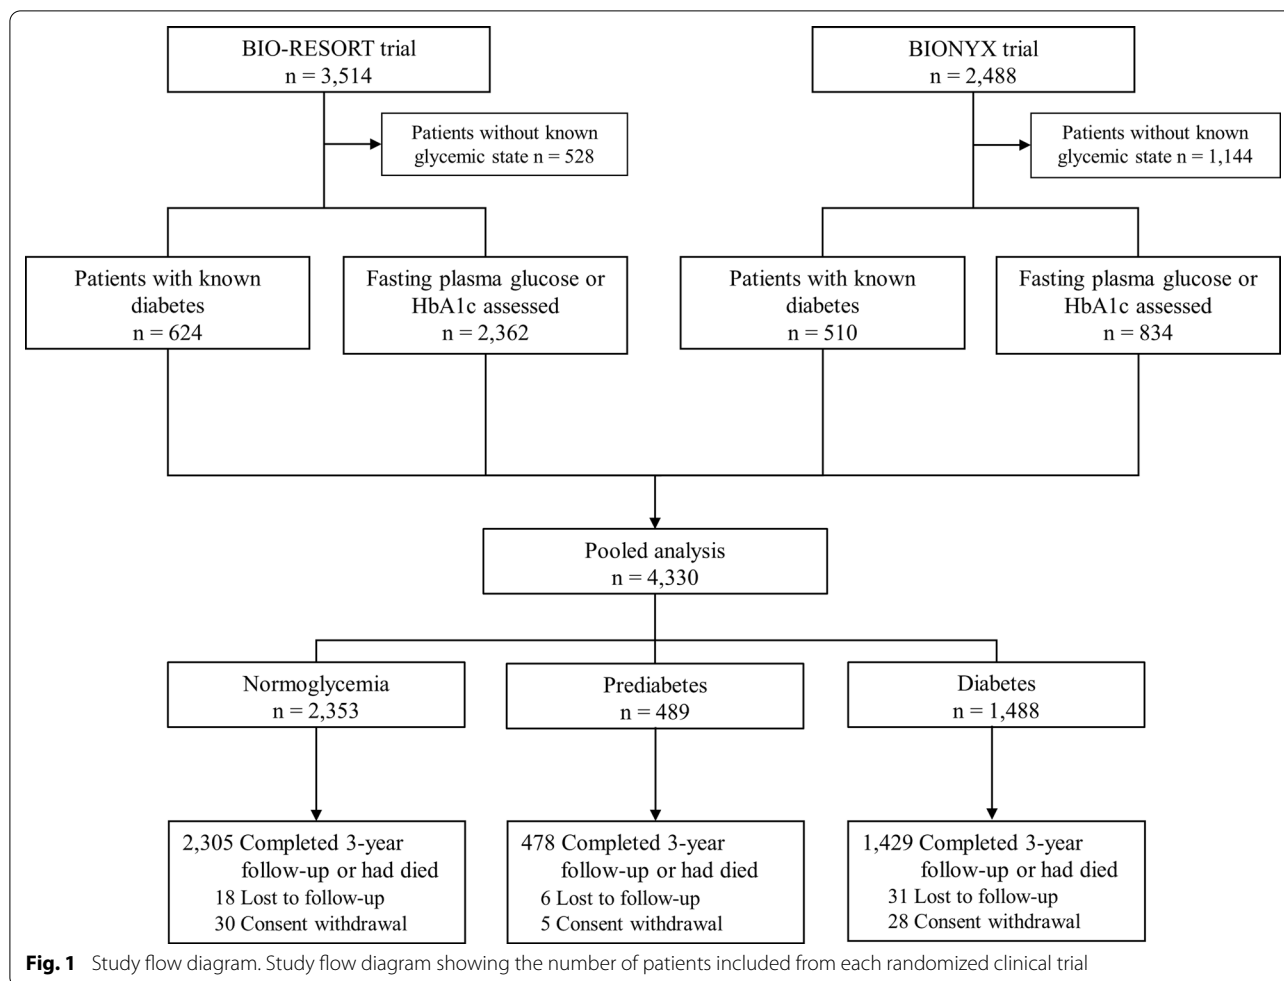 BIO-RESORT trial
n = 3,514
BIONYX trial
n = 2,488
Patients without known
glycemic state n = 528
Patients without known
glycemic state n = 1,144
Patients with known
diabetes
n = 624
Fasting plasma glucose or
HbA1c assessed
n = 2,362
Patients with known
diabetes
n = 510
Fasting plasma glucose or
HbA1c assessed
n = 834
Pooled analysis
n = 4,330
Normoglycemia
n = 2,353
Prediabetes
n = 489
Diabetes
n = 1,488
2,305 Completed 3-year
follow-up or had died
18 Lost to follow-up
30 Consent withdrawal
478 Completed 3-year
follow-up or had died
6 Lost to follow-up
5 Consent withdrawal
1,429 Completed 3-year
follow-up or had died
31 Lost to follow-up
28 Consent withdrawal
Fig. 1 Study flow diagram. Study flow diagram showing the number of patients included from each randomized clinical trial